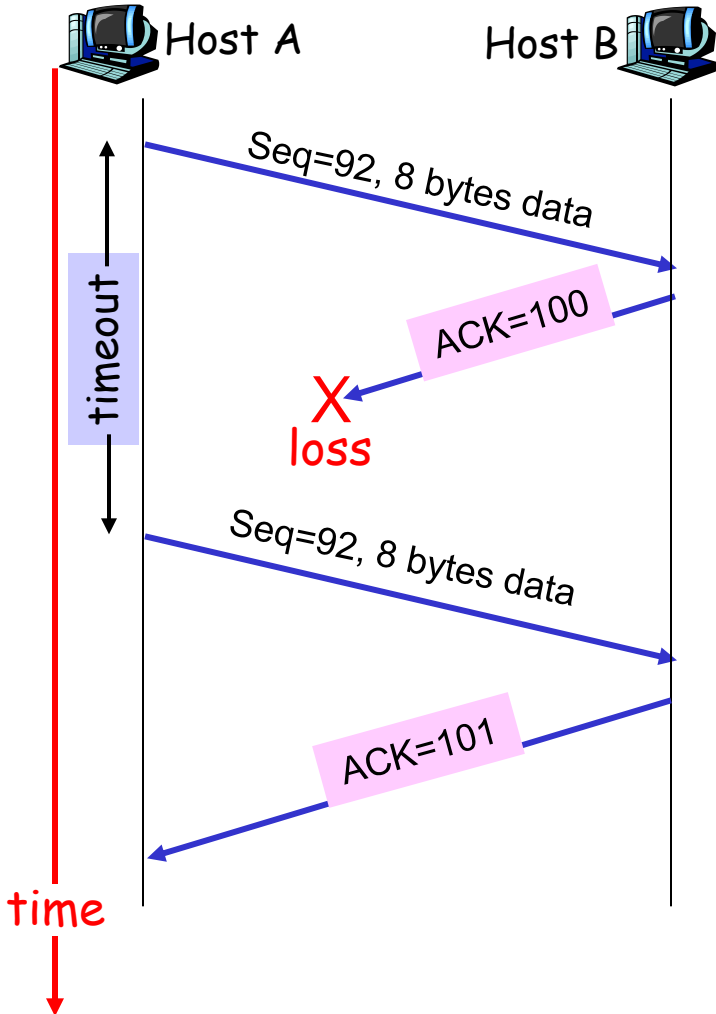 Host A
Host B
Seq=92, 8 bytes data
ACK=100
timeout
X
loss
Seq=92, 8 bytes data
ACK=101
time